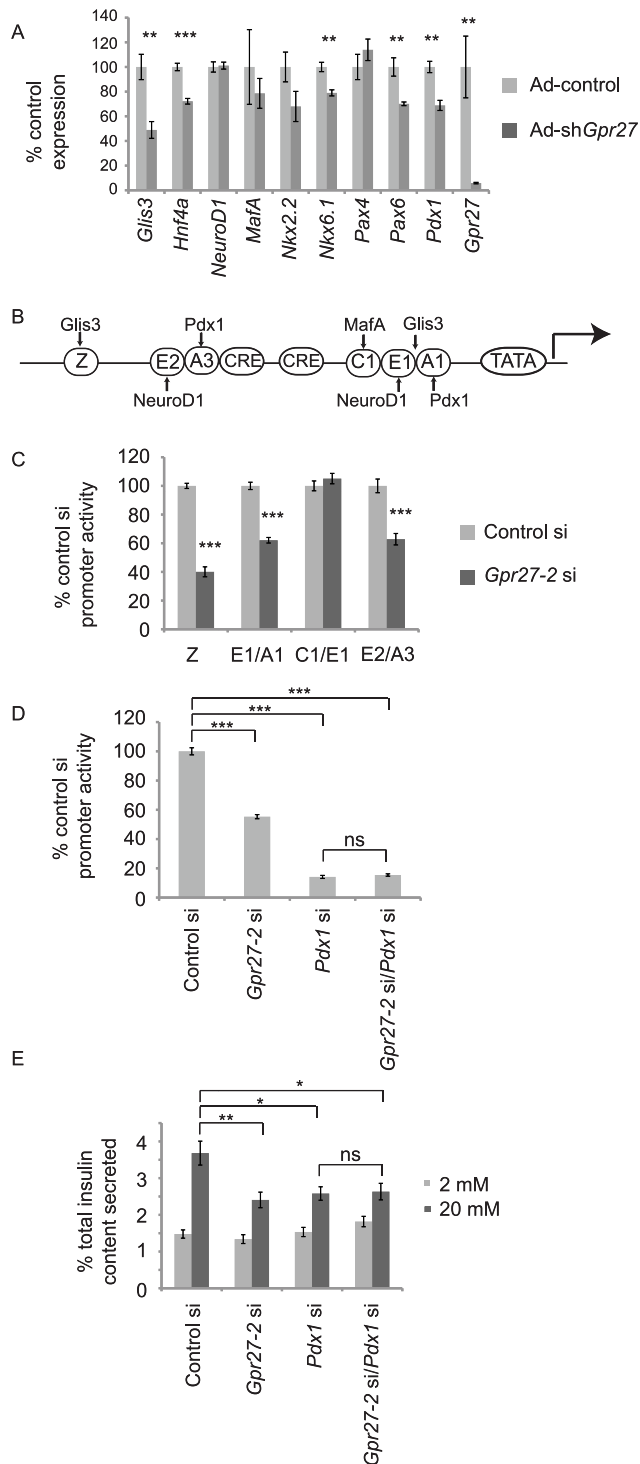 A
% control
expression
140
120
100
80
60
40
20
0
**
***
**
**
**
**
Glis3
Hnf4a
NeuroD1
MafA
Nkx2.2
Nkx6.1
Pax4
Pax6
Pdx1
Gpr27
Ad-control
Ad-shGpr27
B
Glis3
Pdx1
MafA
Glis3
Z
E2
A3
CRE
CRE
C1
E1
A1
TATA
NeuroD1
NeuroD1
Pdx1
C
% control si
promoter activity
120
100
80
60
40
20
0
***
***
***
Z
E1/A1
C1/E1
E2/A3
Control si
Gpr27-2 si
D
% control si
promoter activity
120
100
80
60
40
20
0
***
***
***
ns
Control si
Gpr27-2 si
Pdx1 si
Gpr27-2 si/Pdx1 si
E
% total insulin
content secreted
4
3
2
1
0
*
*
**
ns
2 mM
20 mM
Control si
Gpr27-2 si
Pdx1 si
Gpr27-2 si/Pdx1 si